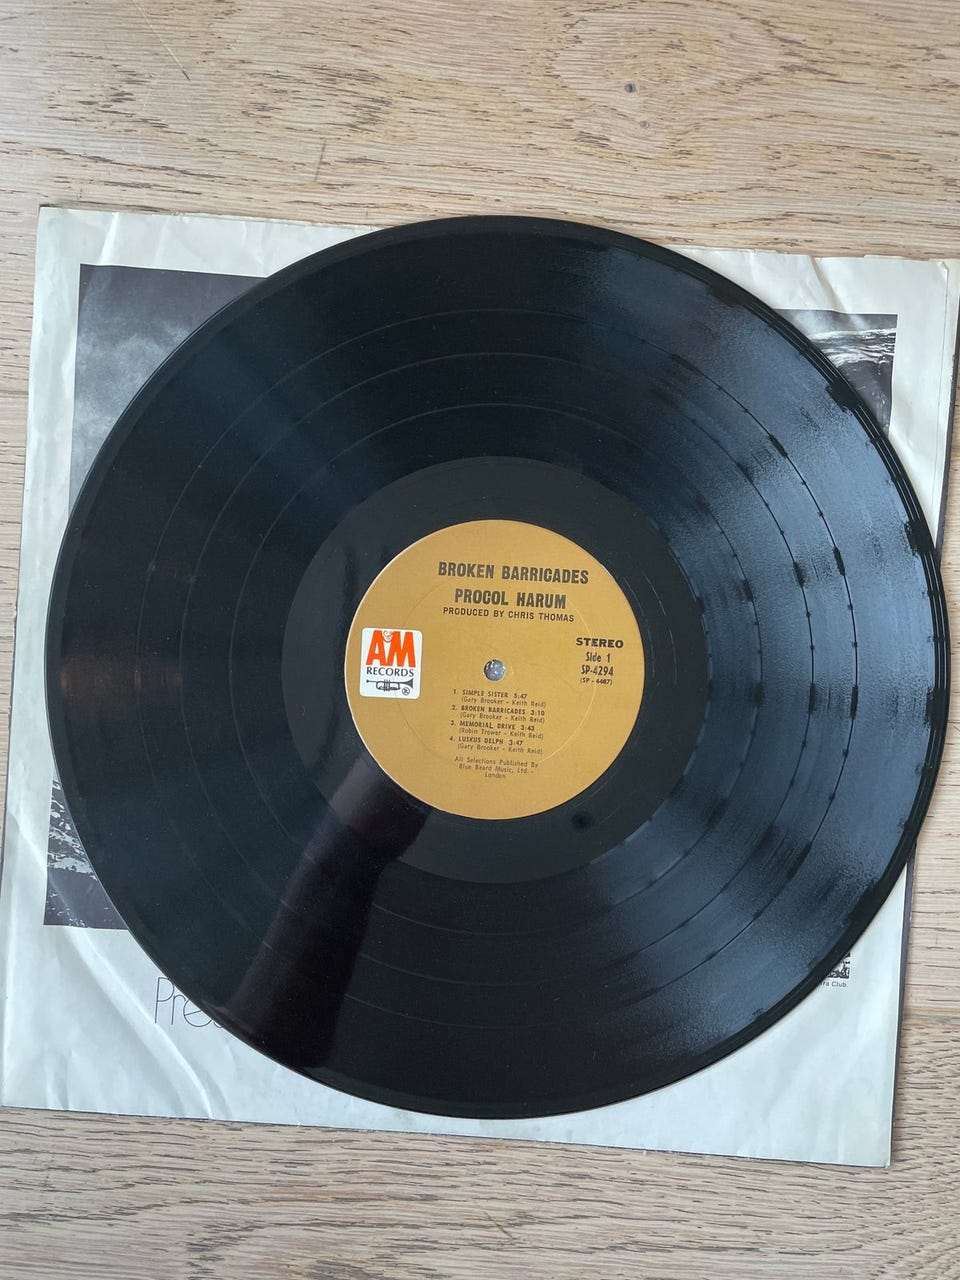 BROKEN BARRICADES
PROCOL HARUM
PRODUCED BY CHRIS THOMAS
A&M
RECORDS
®
STEREO
Side 1
SP-4294
(SP - 4487)
1. SIMPLE SISTER 5:47
(Gary Brooker - Keith Reid)
2. BROKEN BARRICADES 3:10
(Gary Brooker - Keith Reid)
3. MEMORIAL DRIVE 3:43
(Robin Trower - Keith Reid)
4. LUSKUS DELPH 3:47
(Gary Brooker - Keith Reid)
All Selections Published By
Blue Beard Music, Ltd. -
London
Club.